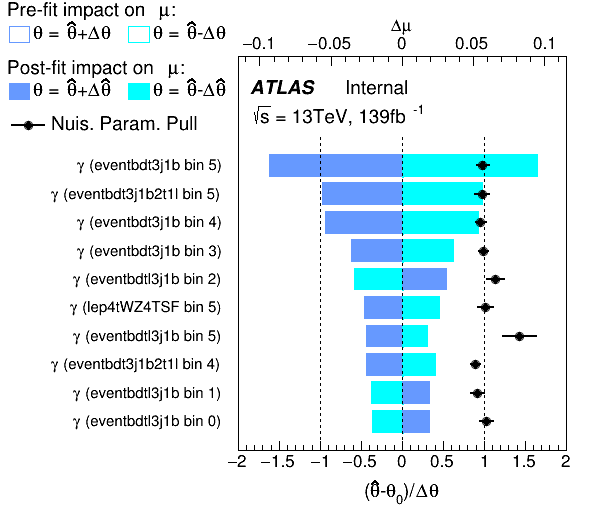 Pre-fit impact on μ:
θ = θ̂+Δθ θ = θ̂-Δθ
Post-fit impact on μ:
θ = θ̂+Δθ̂ θ = θ̂-Δθ̂
Nuis. Param. Pull
Δμ
−0.1 −0.05 0 0.05 0.1
ATLAS Internal
√s = 13TeV, 139fb⁻¹
γ (eventbdt3j1b bin 5)
γ (eventbdt3j1b2t1l bin 5)
γ (eventbdt3j1b bin 4)
γ (eventbdt3j1b bin 3)
γ (eventbdtl3j1b bin 2)
γ (lep4tWZ4TSF bin 5)
γ (eventbdtl3j1b bin 5)
γ (eventbdt3j1b2t1l bin 4)
γ (eventbdtl3j1b bin 1)
γ (eventbdtl3j1b bin 0)
−2 −1.5 −1 −0.5 0 0.5 1 1.5 2
(θ̂-θ₀)/Δθ